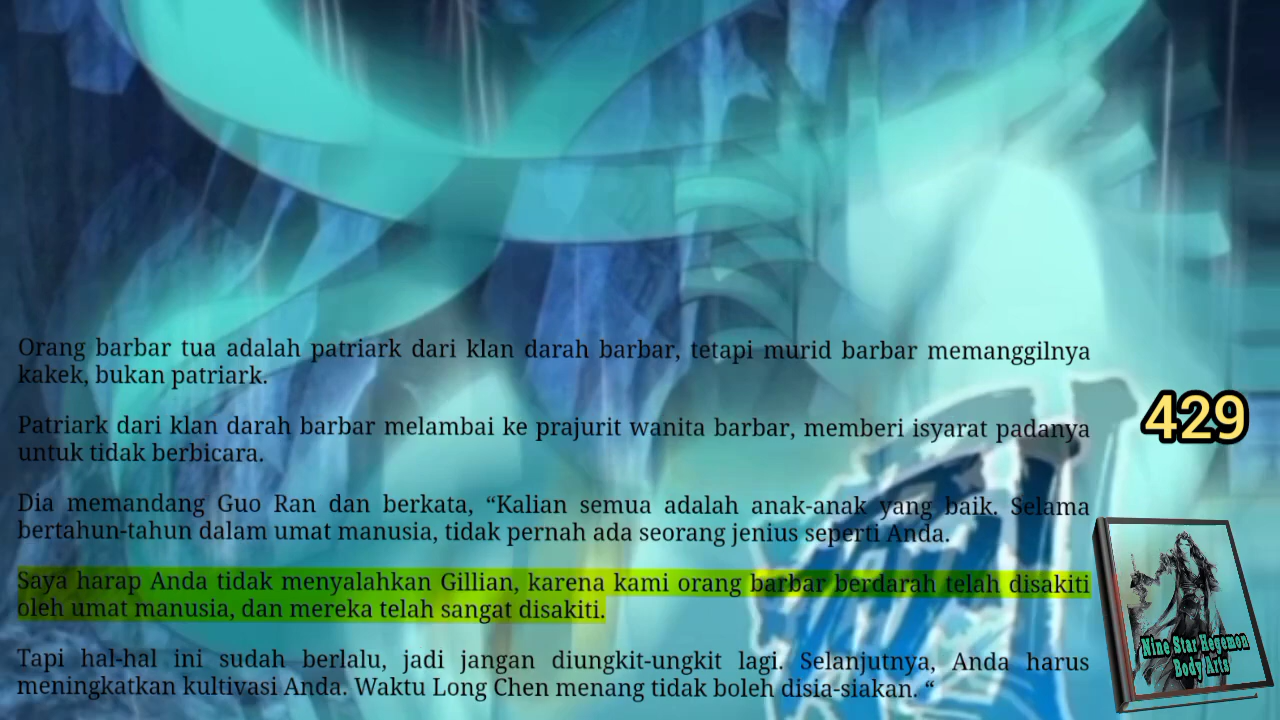 Orang barbar tua adalah patriark dari klan darah barbar, tetapi murid barbar memanggilnya
kakek, bukan patriark.
Patriark dari klan darah barbar melambai ke prajurit wanita barbar, memberi isyarat padanya
untuk tidak berbicara.
Dia memandang Guo Ran dan berkata, “Kalian semua adalah anak-anak yang baik. Selama
bertahun-tahun dalam umat manusia, tidak pernah ada seorang jenius seperti Anda.
Saya harap Anda tidak menyalahkan Gillian, karena kami orang barbar berdarah telah disakiti
oleh umat manusia, dan mereka telah sangat disakiti.
Tapi hal-hal ini sudah berlalu, jadi jangan diungkit-ungkit lagi. Selanjutnya, Anda harus
meningkatkan kultivasi Anda. Waktu Long Chen menang tidak boleh disia-siakan. “
429
Nine Star Hegemon
Body Arts